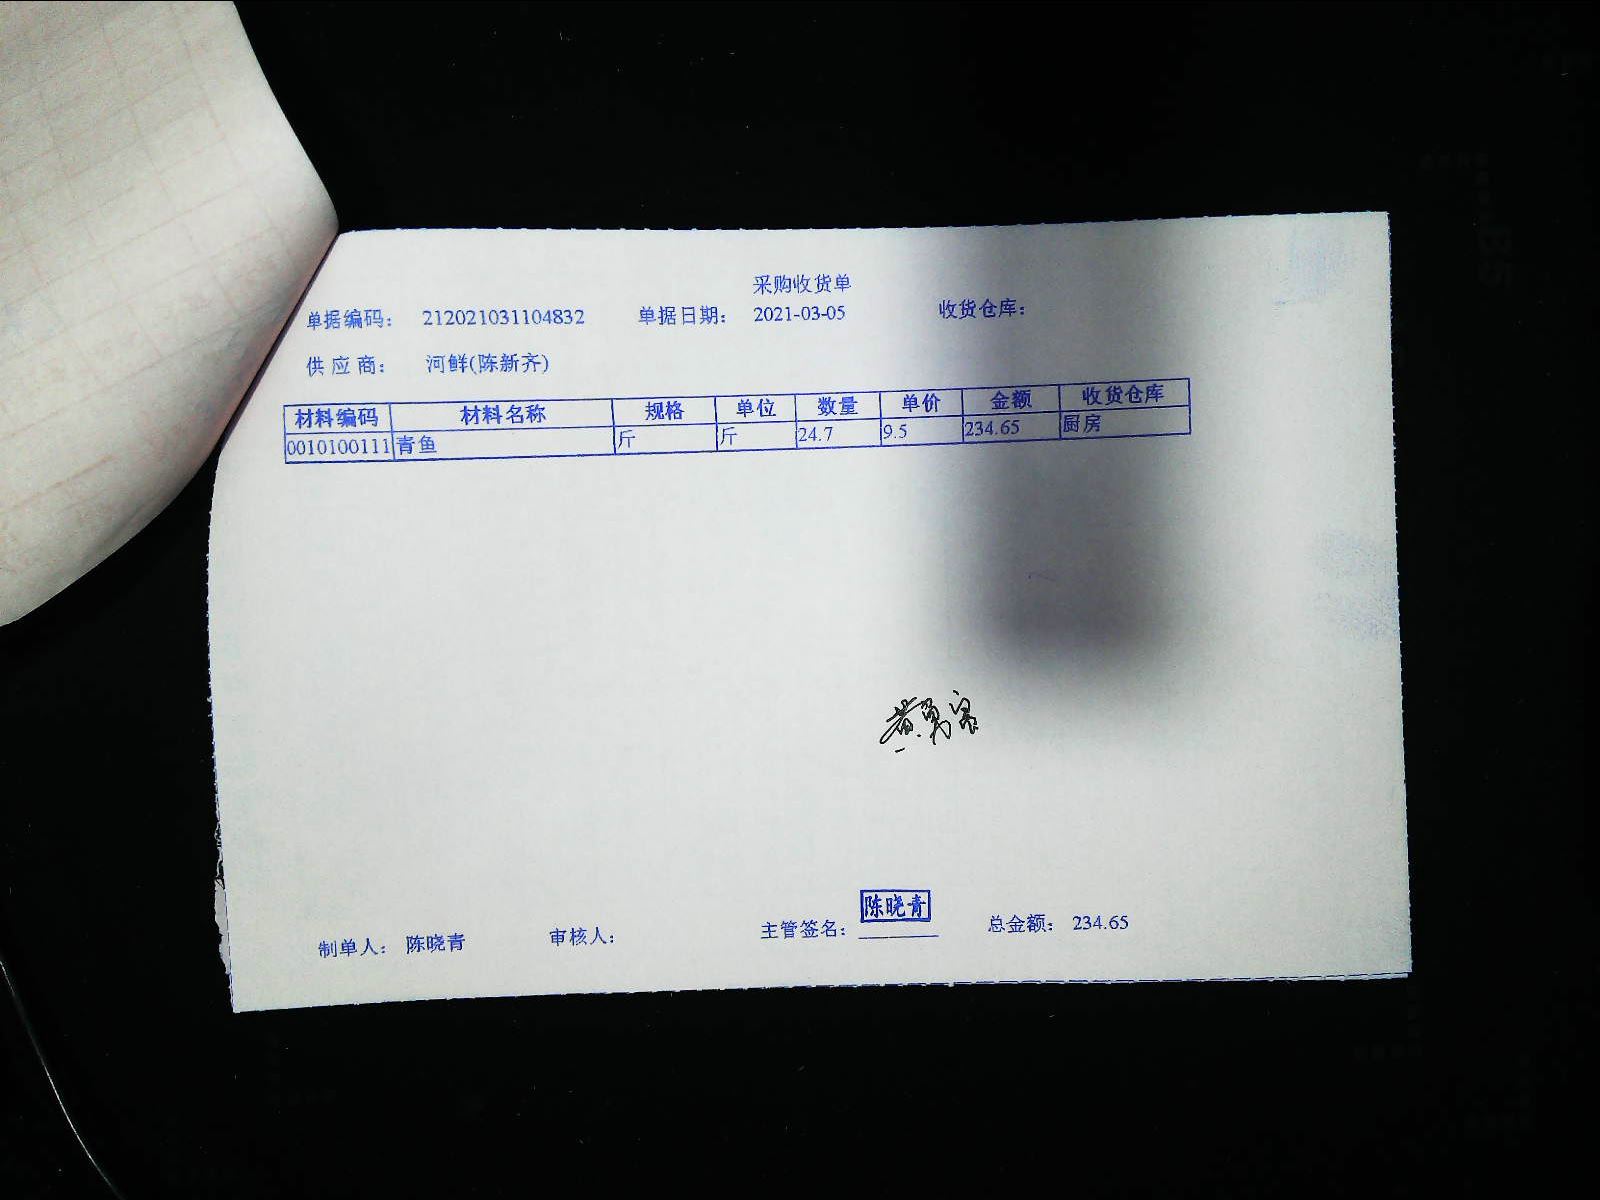 采购收货单
单据编码： 212021031104832 单据日期： 2021-03-05 收货仓库：
供应商： 河鲜(陈新齐)
材料编码 材料名称 规格 单位 数量 单价 金额 收货仓库
0010100111 青鱼 斤 斤 24.7 9.5 234.65 厨房
陈晓青
制单人： 陈晓青 审核人： 主管签名： 总金额： 234.65